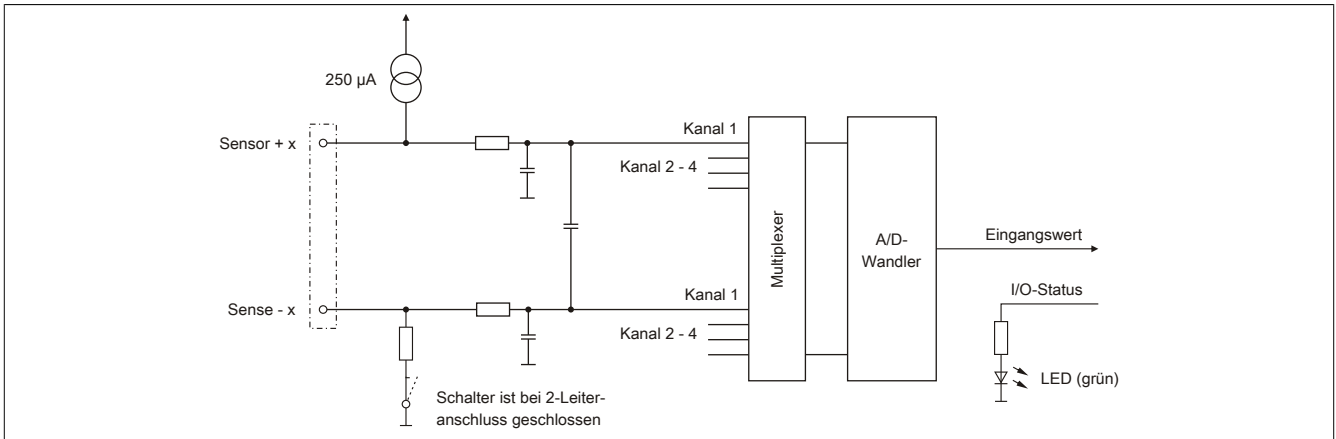 250 µA
Sensor + x
Kanal 1
Kanal 2 - 4
Multiplexer
A/D-
Wandler
Eingangswert
I/O-Status
Kanal 1
Sense - x
Kanal 2 - 4
LED (grün)
Schalter ist bei 2-Leiter-
anschluss geschlossen